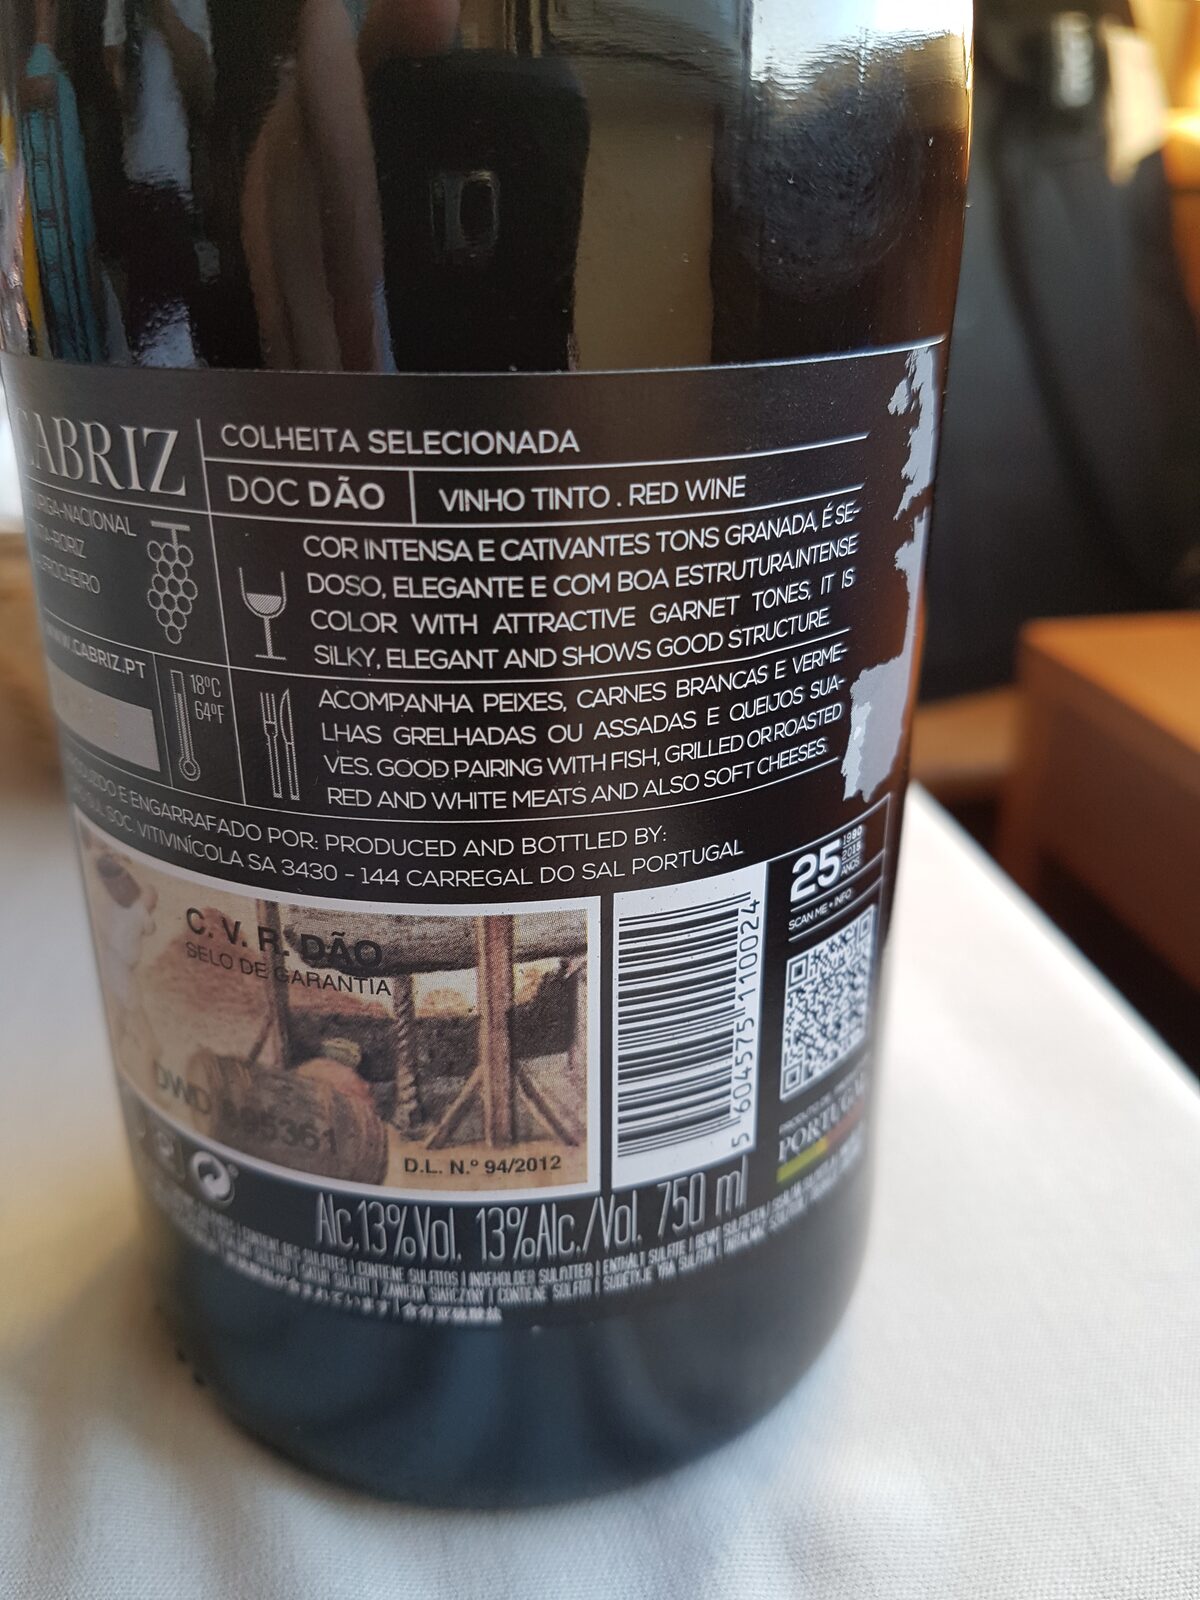 CABRIZ
COLHEITA SELECIONADA
DOC DÃO
VINHO TINTO . RED WINE
-NACIONAL
-RORIZ
COR INTENSA E CATIVANTES TONS GRANADA, É SE-
DOSO, ELEGANTE E COM BOA ESTRUTURA.INTENSE
COLOR WITH ATTRACTIVE GARNET TONES, IT IS
SILKY, ELEGANT AND SHOWS GOOD STRUCTURE
WWW.CABRIZ.PT
18ºC
64ºF
ACOMPANHA PEIXES, CARNES BRANCAS E VERME-
LHAS GRELHADAS OU ASSADAS E QUEIJOS SUA-
VES. GOOD PAIRING WITH FISH, GRILLED OR ROASTED
RED AND WHITE MEATS AND ALSO SOFT CHEESES.
E ENGARRAFADO POR: PRODUCED AND BOTTLED BY:
SOC. VITIVINÍCOLA SA 3430 - 144 CARREGAL DO SAL PORTUGAL
25
1990
2015
ANOS
SCAN ME • INFO
C. V. R. DÃO
SELO DE GARANTIA
DWD
D.L. N.º 94/2012
5 604575 110024
PORTUGAL
Alc.13%Vol. 13%Alc./Vol. 750 ml
CONTIENE SULFITOS | INDEHOLDER SULFITTER | ENTHÄLT SULFITE
ZAWIERA SIARCZYNY | CONTIENE SOLFITI